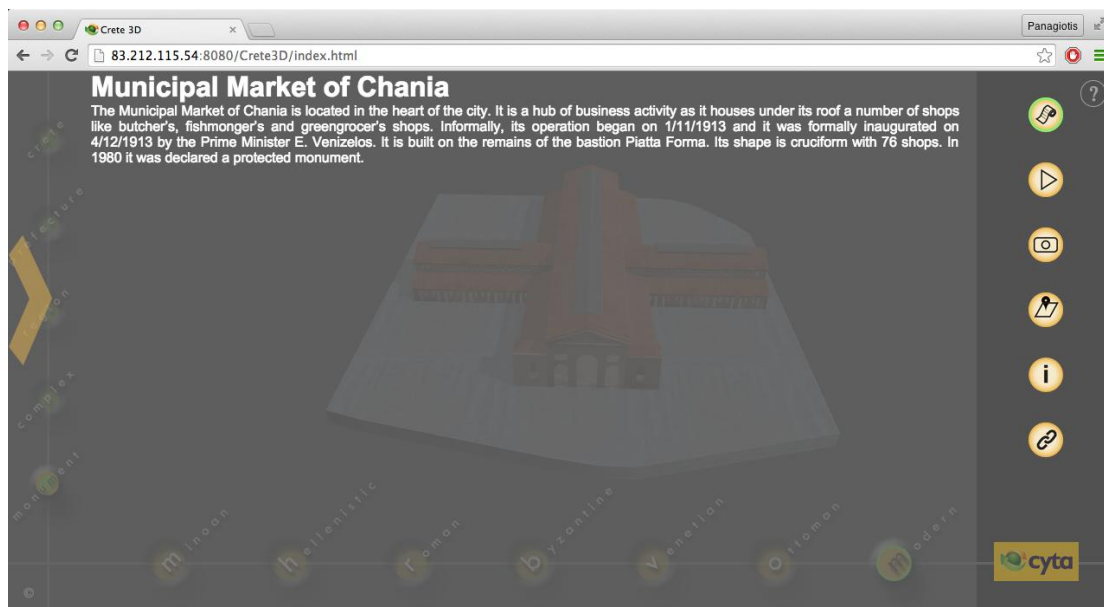 Crete 3D
Panagiotis
83.212.115.54:8080/Crete3D/index.html
Municipal Market of Chania
The Municipal Market of Chania is located in the heart of the city. It is a hub of business activity as it houses under its roof a number of shops
like butcher's, fishmonger's and greengrocer's shops. Informally, its operation began on 1/11/1913 and it was formally inaugurated on
4/12/1913 by the Prime Minister E. Venizelos. It is built on the remains of the bastion Piatta Forma. Its shape is cruciform with 76 shops. In
1980 it was declared a protected monument.
?
crete
i
complex
monument
minoan
hellenistic
roman
byzantine
venetian
ottoman
modern
cyta
©